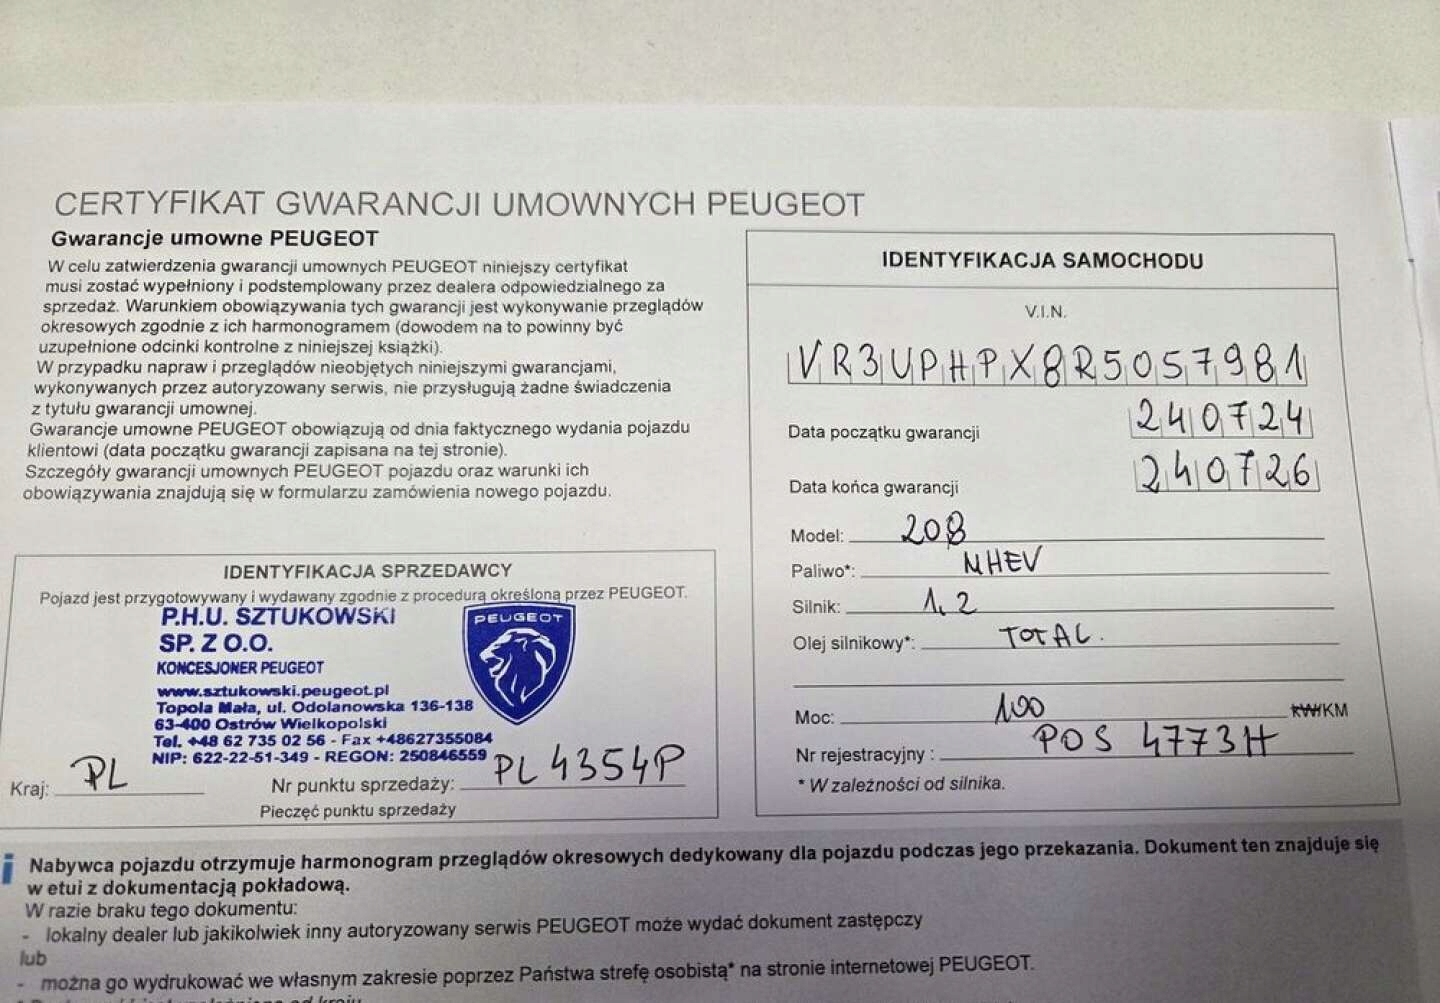 CERTYFIKAT GWARANCJI UMOWNYCH PEUGEOT
Gwarancje umowne PEUGEOT
W celu zatwierdzenia gwarancji umownych PEUGEOT niniejszy certyfikat
musi zostać wypełniony i podstemplowany przez dealera odpowiedzialnego za
sprzedaż. Warunkiem obowiązywania tych gwarancji jest wykonywanie przeglądów
okresowych zgodnie z ich harmonogramem (dowodem na to powinny być
uzupełnione odcinki kontrolne z niniejszej książki).
W przypadku napraw i przeglądów nieobjętych niniejszymi gwarancjami,
wykonywanych przez autoryzowany serwis, nie przysługują żadne świadczenia
z tytułu gwarancji umownej.
Gwarancje umowne PEUGEOT obowiązują od dnia faktycznego wydania pojazdu
klientowi (data początku gwarancji zapisana na tej stronie).
Szczegóły gwarancji umownych PEUGEOT pojazdu oraz warunki ich
obowiązywania znajdują się w formularzu zamówienia nowego pojazdu.
IDENTYFIKACJA SPRZEDAWCY
Pojazd jest przygotowywany i wydawany zgodnie z procedurą określoną przez PEUGEOT.
P.H.U. SZTUKOWSKI
SP. Z O.O.
KONCESJONER PEUGEOT
www.sztukowski.peugeot.pl
Topola Mała, ul. Odolanowska 136-138
63-400 Ostrów Wielkopolski
Tel. +48 62 735 02 56 - Fax +48627355084
NIP: 622-22-51-349 - REGON: 250846559
PEUGEOT
Kraj: PL
Nr punktu sprzedaży: PL4354P
Pieczęć punktu sprzedaży
IDENTYFIKACJA SAMOCHODU
V.I.N.
VR3UPHPX8R5057981
Data początku gwarancji 240724
Data końca gwarancji 240726
Model: 208
Paliwo*: MHEV
Silnik: 1,2
Olej silnikowy*: TOTAL.
Moc: 100 KW/KM
Nr rejestracyjny : POS 4773H
* W zależności od silnika.
i Nabywca pojazdu otrzymuje harmonogram przeglądów okresowych dedykowany dla pojazdu podczas jego przekazania. Dokument ten znajduje się
w etui z dokumentacją pokładową.
W razie braku tego dokumentu:
- lokalny dealer lub jakikolwiek inny autoryzowany serwis PEUGEOT może wydać dokument zastępczy
lub
- można go wydrukować we własnym zakresie poprzez Państwa strefę osobistą* na stronie internetowej PEUGEOT.